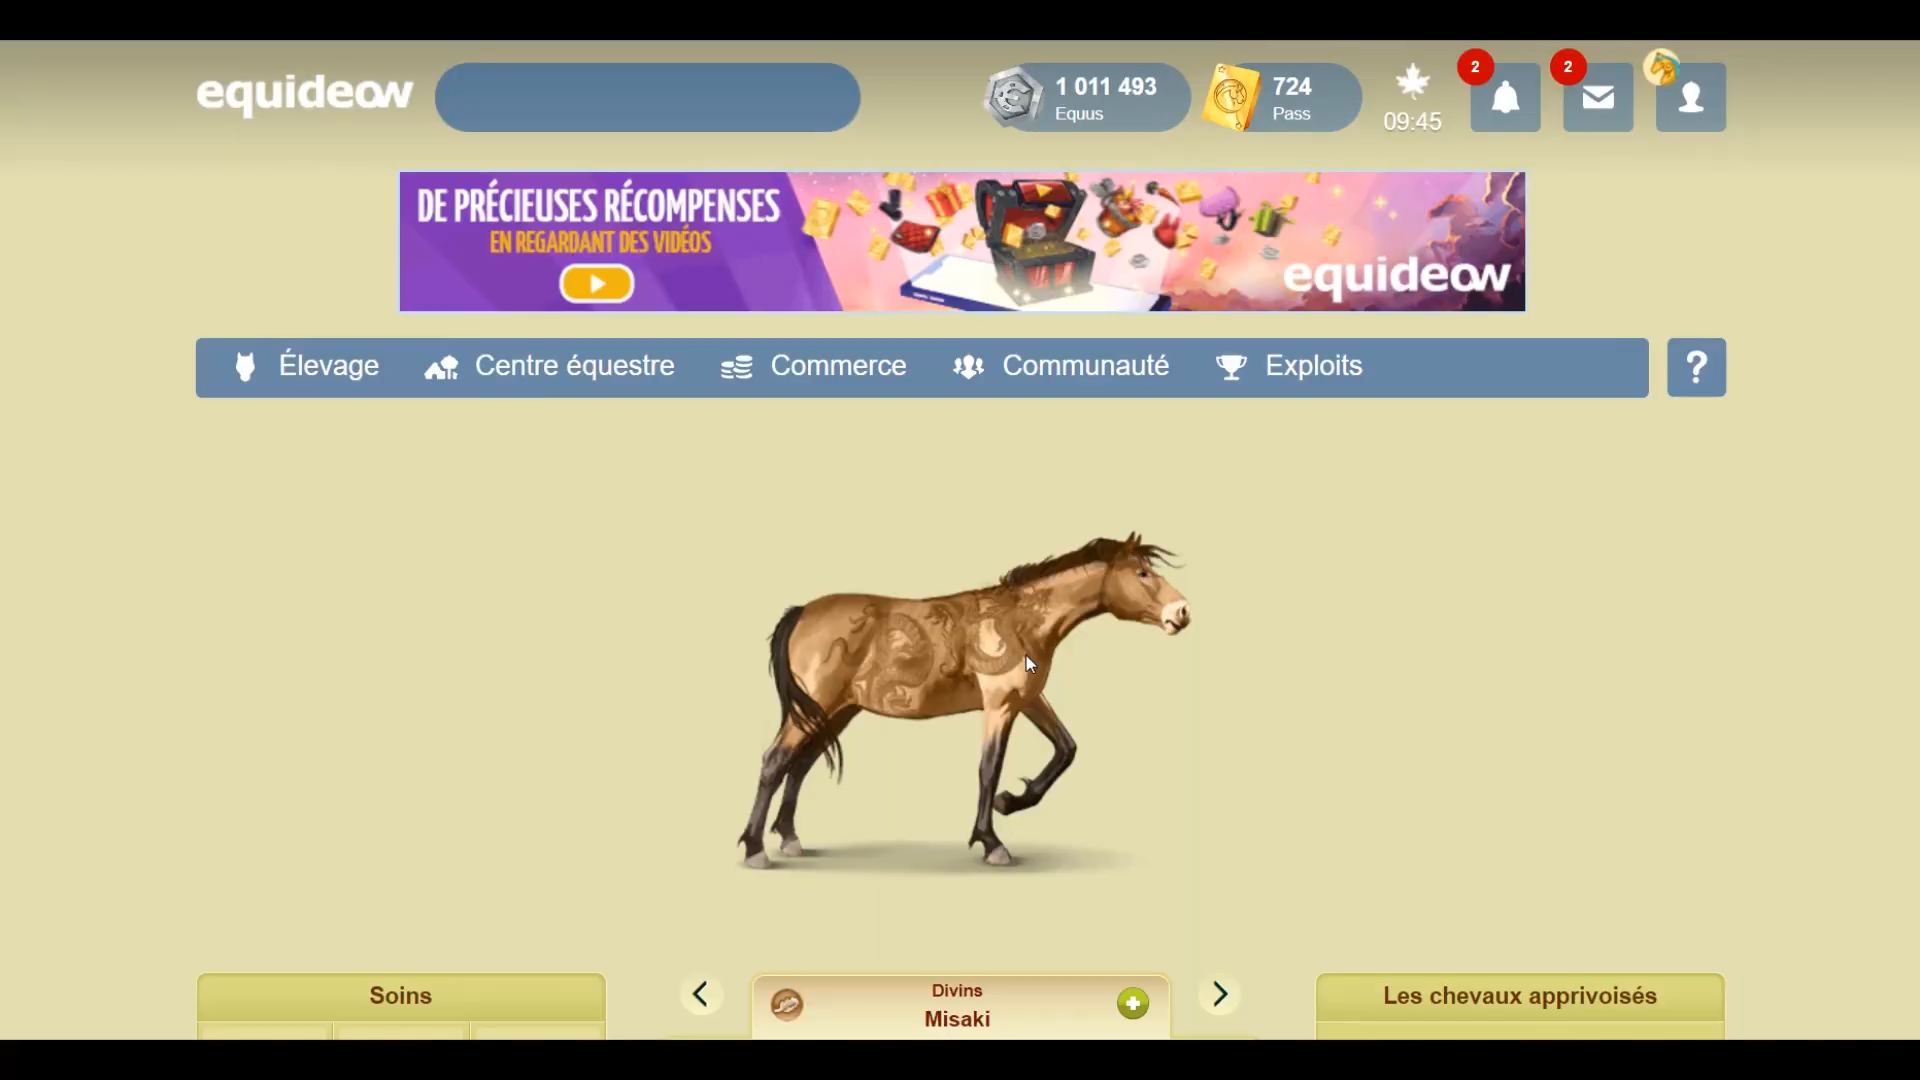 equideow
1 011 493
Equus
724
Pass
09:45
2
2
DE PRÉCIEUSES RÉCOMPENSES
EN REGARDANT DES VIDÉOS
equideow
Élevage
Centre équestre
Commerce
Communauté
Exploits
?
Soins
Divins
Misaki
Les chevaux apprivoisés